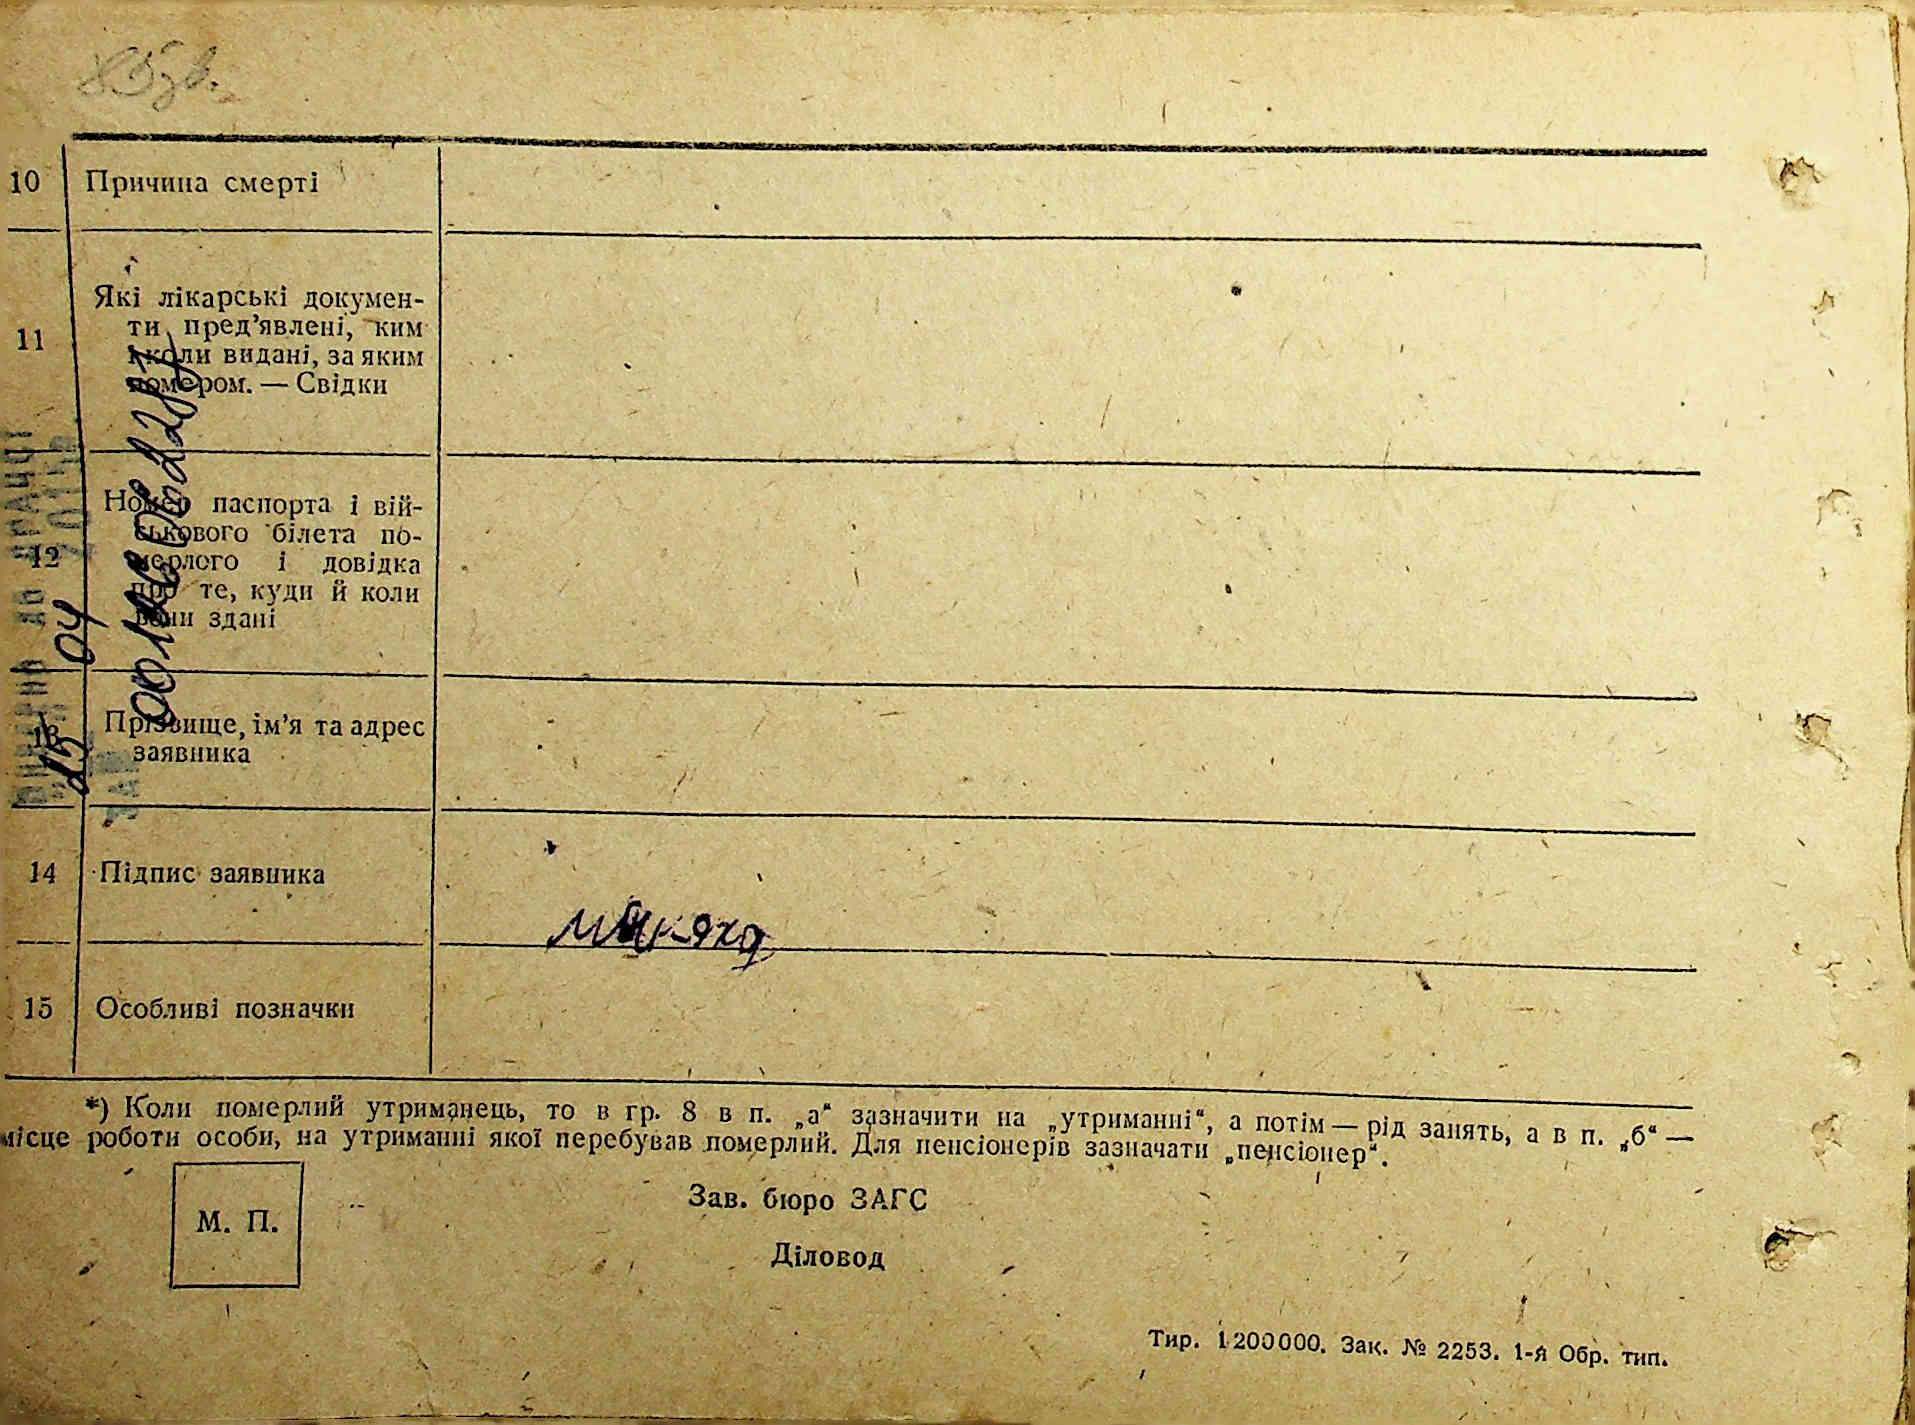 10 Причина смерті
11 Які лікарські докумен-
ти пред’явлені, ким
і коли видані, за яким
номером. — Свідки
12 Номер паспорта і вій-
ськового білета по-
мерлого і довідка
про те, куди й коли
вони здані
13 Прізвище, ім’я та адрес
заявника
14 Підпис заявника
15 Особливі позначки
*) Коли померлий утриманець, то в гр. 8 в п. „а“ зазначити на „утриманні“, а потім — рід занять, а в п. „б“ —
місце роботи особи, на утриманні якої перебував померлий. Для пенсіонерів зазначати „пенсіонер“.
М. П.
Зав. бюро ЗАГС
Діловод
Тир. 1200000. Зак. № 2253. 1-й Обр. тип.